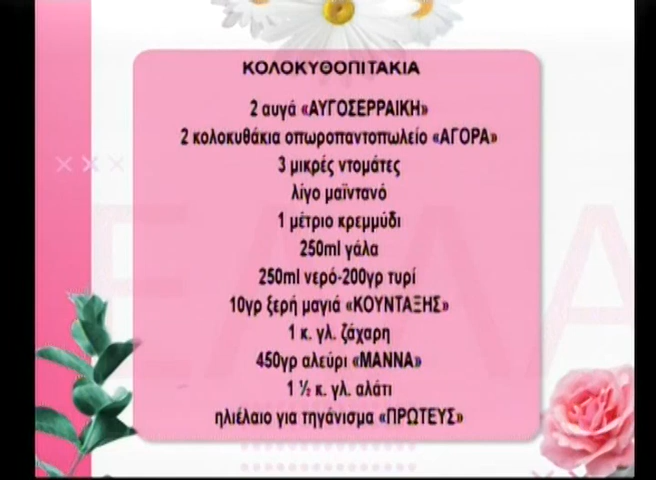 ΚΟΛΟΚΥΘΟΠΙΤΑΚΙΑ
2 αυγά «ΑΥΓΟΣΕΡΡΑΙΚΗ»
2 κολοκυθάκια οπωροπαντοπωλείο «ΑΓΟΡΑ»
3 μικρές ντομάτες
λίγο μαϊντανό
1 μέτριο κρεμμύδι
250ml γάλα
250ml νερό-200γρ τυρί
10γρ ξερή μαγιά «ΚΟΥΝΤΑΞΗΣ»
1 κ. γλ. ζάχαρη
450γρ αλεύρι «ΜΑΝΝΑ»
1 ½ κ. γλ. αλάτι
ηλιέλαιο για τηγάνισμα «ΠΡΩΤΕΥΣ»